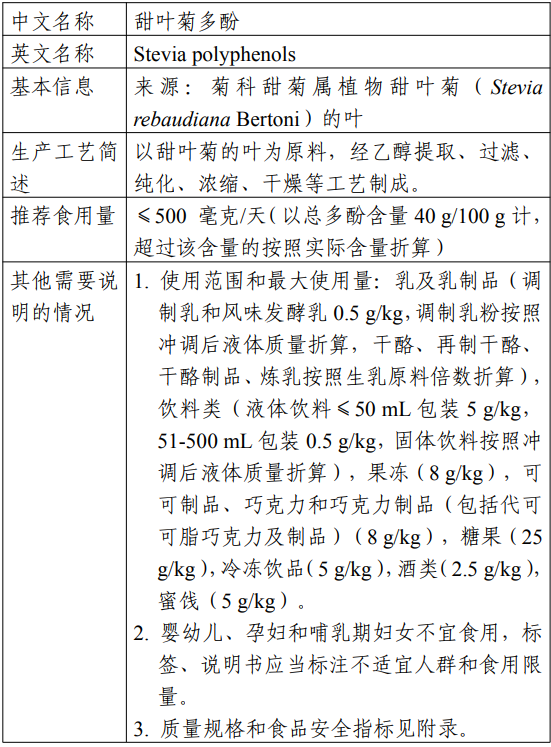 中文名称 甜叶菊多酚
英文名称 Stevia polyphenols
基本信息 来源：菊科甜菊属植物甜叶菊（Stevia
rebaudiana Bertoni）的叶
生产工艺简 以甜叶菊的叶为原料，经乙醇提取、过滤、
述 纯化、浓缩、干燥等工艺制成。
推荐食用量 ≤500 毫克/天（以总多酚含量 40 g/100 g 计，
超过该含量的按照实际含量折算）
其他需要说 1. 使用范围和最大使用量：乳及乳制品（调
明的情况 制乳和风味发酵乳 0.5 g/kg，调制乳粉按照
冲调后液体质量折算，干酪、再制干酪、
干酪制品、炼乳按照生乳原料倍数折算），
饮料类（液体饮料≤50 mL 包装 5 g/kg，
51-500 mL 包装 0.5 g/kg，固体饮料按照冲
调后液体质量折算），果冻（8 g/kg），可
可制品、巧克力和巧克力制品（包括代可
可脂巧克力及制品）（8 g/kg），糖果（25
g/kg），冷冻饮品（5 g/kg），酒类（2.5 g/kg），
蜜饯（5 g/kg）。
2. 婴幼儿、孕妇和哺乳期妇女不宜食用，标
签、说明书应当标注不适宜人群和食用限
量。
3. 质量规格和食品安全指标见附录。